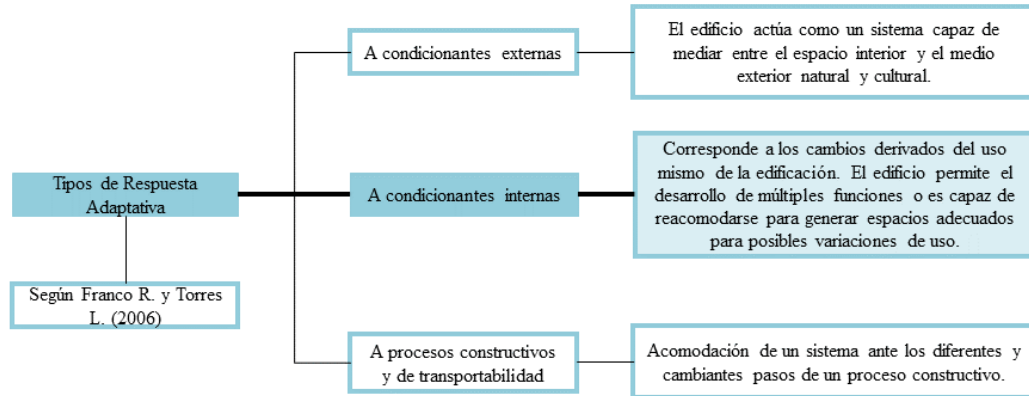 Tipos de Respuesta
Adaptativa
Según Franco R. y Torres
L. (2006)
A condicionantes externas
El edificio actúa como un sistema capaz de
mediar entre el espacio interior y el medio
exterior natural y cultural.
A condicionantes internas
Corresponde a los cambios derivados del uso
mismo de la edificación. El edificio permite el
desarrollo de múltiples funciones o es capaz de
reacomodarse para generar espacios adecuados
para posibles variaciones de uso.
A procesos constructivos
y de transportabilidad
Acomodación de un sistema ante los diferentes y
cambiantes pasos de un proceso constructivo.